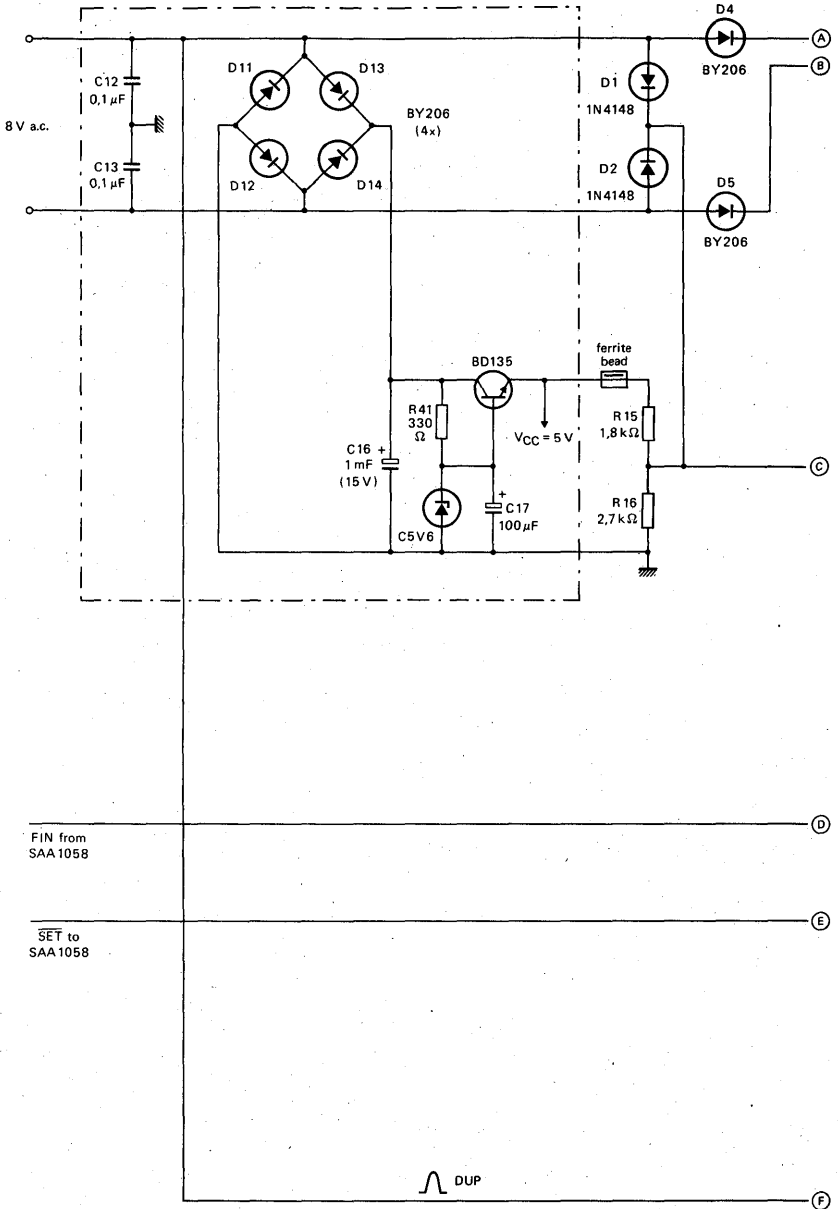 D4
A
BY206
B
C12
0,1 µF
D11
D13
D1
1N4148
BY206
(4x)
8 V a.c.
C13
0,1 µF
D12
D14
D2
1N4148
D5
BY206
BD135
ferrite
bead
R41
330
Ω
VCC = 5 V
R15
1,8 kΩ
C16 +
1 mF
(15 V)
C
+
C17
100 µF
R16
2,7 kΩ
C5V6
D
FIN from
SAA1058
E
SET to
SAA1058
DUP
F